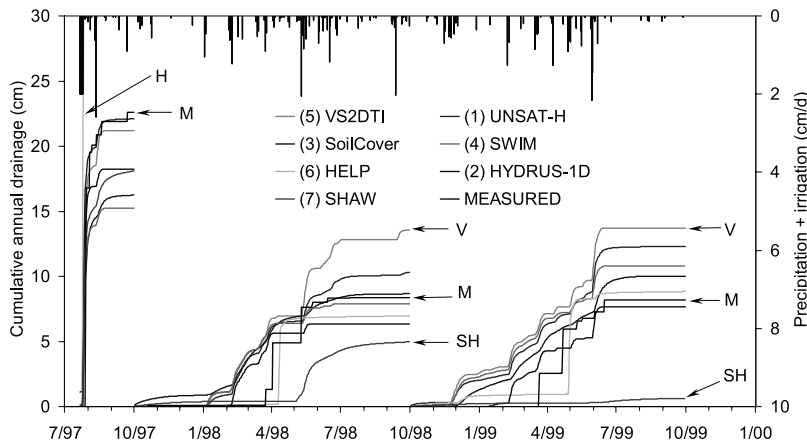 30
25
20
15
10
5
0
Cumulative annual drainage (cm)
0
2
4
6
8
10
Precipitation + irrigation (cm/d)
H
M
(5) VS2DTI
(1) UNSAT-H
(3) SoilCover
(4) SWIM
(6) HELP
(2) HYDRUS-1D
(7) SHAW
MEASURED
V
M
SH
V
M
SH
7/97 10/97 1/98 4/98 7/98 10/98 1/99 4/99 7/99 10/99 1/00